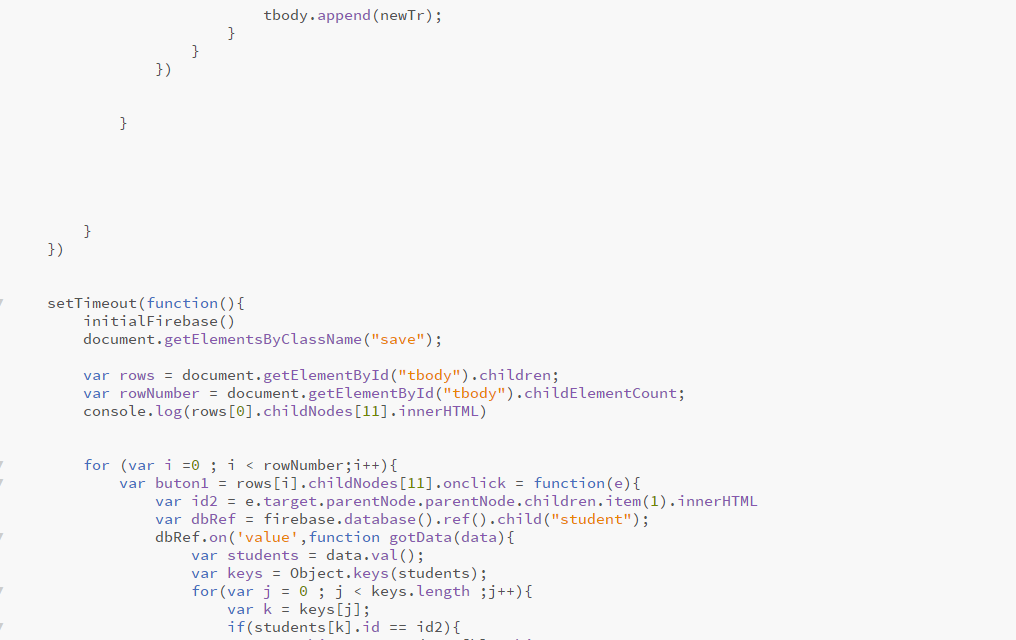 tbody.append(newTr);
}
}
})
}
}
})
setTimeout(function(){
initialFirebase()
document.getElementsByClassName("save");
var rows = document.getElementById("tbody").children;
var rowNumber = document.getElementById("tbody").childElementCount;
console.log(rows[0].childNodes[11].innerHTML)
for (var i =0 ; i < rowNumber;i++){
var buton1 = rows[i].childNodes[11].onclick = function(e){
var id2 = e.target.parentNode.parentNode.children.item(1).innerHTML
var dbRef = firebase.database().ref().child("student");
dbRef.on('value',function gotData(data){
var students = data.val();
var keys = Object.keys(students);
for(var j = 0 ; j < keys.length ;j++){
var k = keys[j];
if(students[k].id == id2){